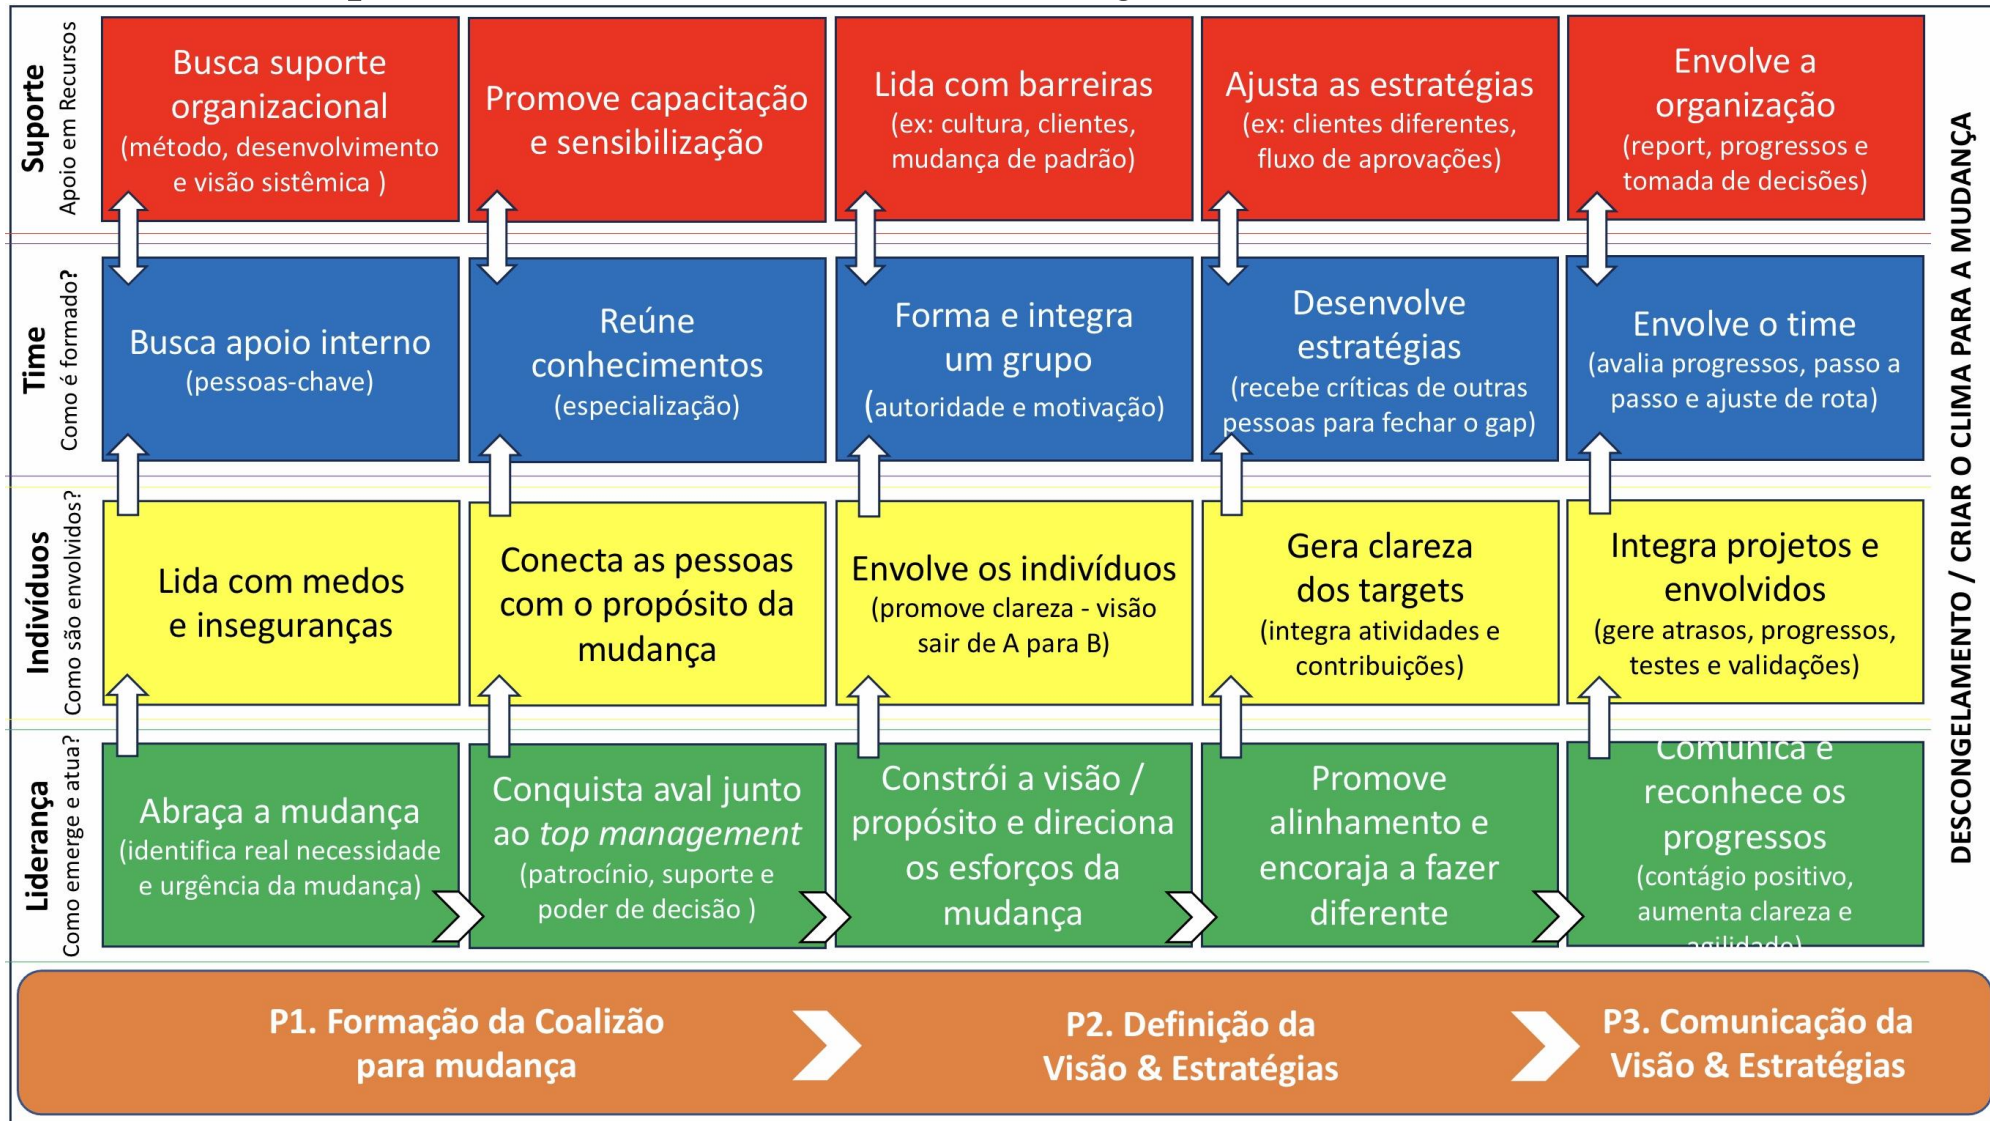 Suporte
Apoio em Recursos
Busca suporte
organizacional
(método, desenvolvimento
e visão sistêmica )
Promove capacitação
e sensibilização
Lida com barreiras
(ex: cultura, clientes,
mudança de padrão)
Ajusta as estratégias
(ex: clientes diferentes,
fluxo de aprovações)
Envolve a
organização
(report, progressos e
tomada de decisões)
Time
Como é formado?
Busca apoio interno
(pessoas-chave)
Reúne
conhecimentos
(especialização)
Forma e integra
um grupo
(autoridade e motivação)
Desenvolve
estratégias
(recebe críticas de outras
pessoas para fechar o gap)
Envolve o time
(avalia progressos, passo a
passo e ajuste de rota)
Indivíduos
Como são envolvidos?
Lida com medos
e inseguranças
Conecta as pessoas
com o propósito da
mudança
Envolve os indivíduos
(promove clareza - visão
sair de A para B)
Gera clareza
dos targets
(integra atividades e
contribuições)
Integra projetos e
envolvidos
(gere atrasos, progressos,
testes e validações)
Liderança
Como emerge e atua?
Abraça a mudança
(identifica real necessidade
e urgência da mudança)
Conquista aval junto
ao top management
(patrocínio, suporte e
poder de decisão )
Constrói a visão /
propósito e direciona
os esforços da
mudança
Promove
alinhamento e
encoraja a fazer
diferente
Comunica e
reconhece os
progressos
(contágio positivo,
aumenta clareza e
agilidade)
DESCONGELAMENTO / CRIAR O CLIMA PARA A MUDANÇA
P1. Formação da Coalizão
para mudança
P2. Definição da
Visão & Estratégias
P3. Comunicação da
Visão & Estratégias